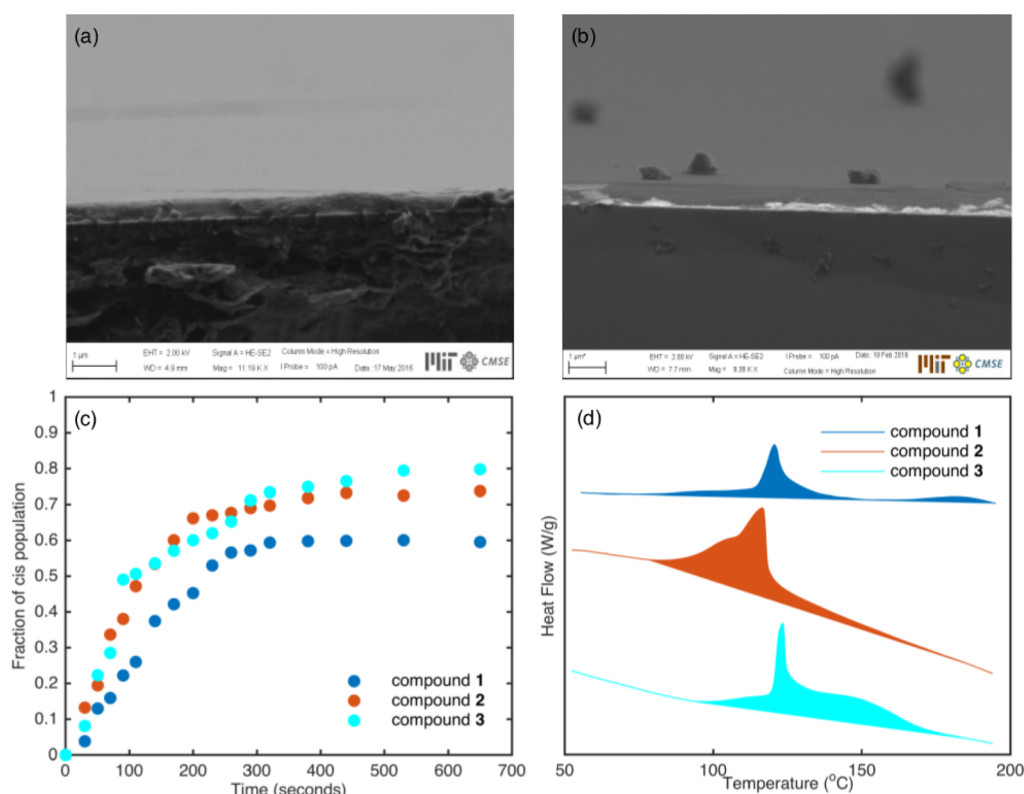 (a)
1 µm
EHT = 2.00 kV Signal A = HE-SE2 Column Mode = High Resolution
WD = 4.9 mm Mag = 11.19 K X I Probe = 100 pA Date :17 May 2016
MIT CMSE
(b)
1 µm*
EHT = 2.00 kV Signal A = HE-SE2 I Probe = 100 pA Date :19 Feb 2016
WD = 7.7 mm Mag = 9.38 K X Column Mode = High Resolution
MIT CMSE
(c)
Fraction of cis population
1
0.9
0.8
0.7
0.6
0.5
0.4
0.3
0.2
0.1
0
compound 1
compound 2
compound 3
0 100 200 300 400 500 600 700
Time (seconds)
(d)
compound 1
compound 2
compound 3
Heat Flow (W/g)
50 100 150 200
Temperature (°C)